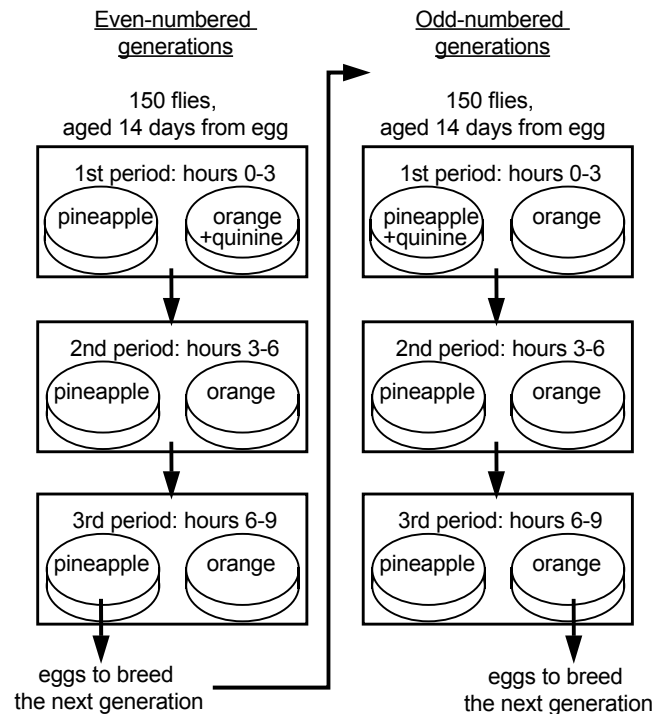 Even-numbered
generations
150 flies,
aged 14 days from egg
1st period: hours 0-3
pineapple
orange
+quinine
2nd period: hours 3-6
pineapple
orange
3rd period: hours 6-9
pineapple
orange
eggs to breed
the next generation
Odd-numbered
generations
150 flies,
aged 14 days from egg
1st period: hours 0-3
pineapple
+quinine
orange
2nd period: hours 3-6
pineapple
orange
3rd period: hours 6-9
pineapple
orange
eggs to breed
the next generation